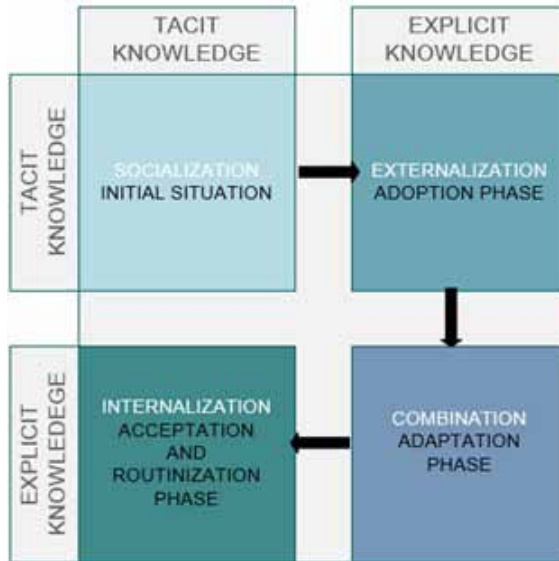 TACIT
KNOWLEDGE
EXPLICIT
KNOWLEDGE
TACIT
KNOWLEDGE
SOCIALIZATION
INITIAL SITUATION
EXTERNALIZATION
ADOPTION PHASE
EXPLICIT
KNOWLEDEGE
INTERNALIZATION
ACCEPTATION
AND
ROUTINIZATION
PHASE
COMBINATION
ADAPTATION
PHASE